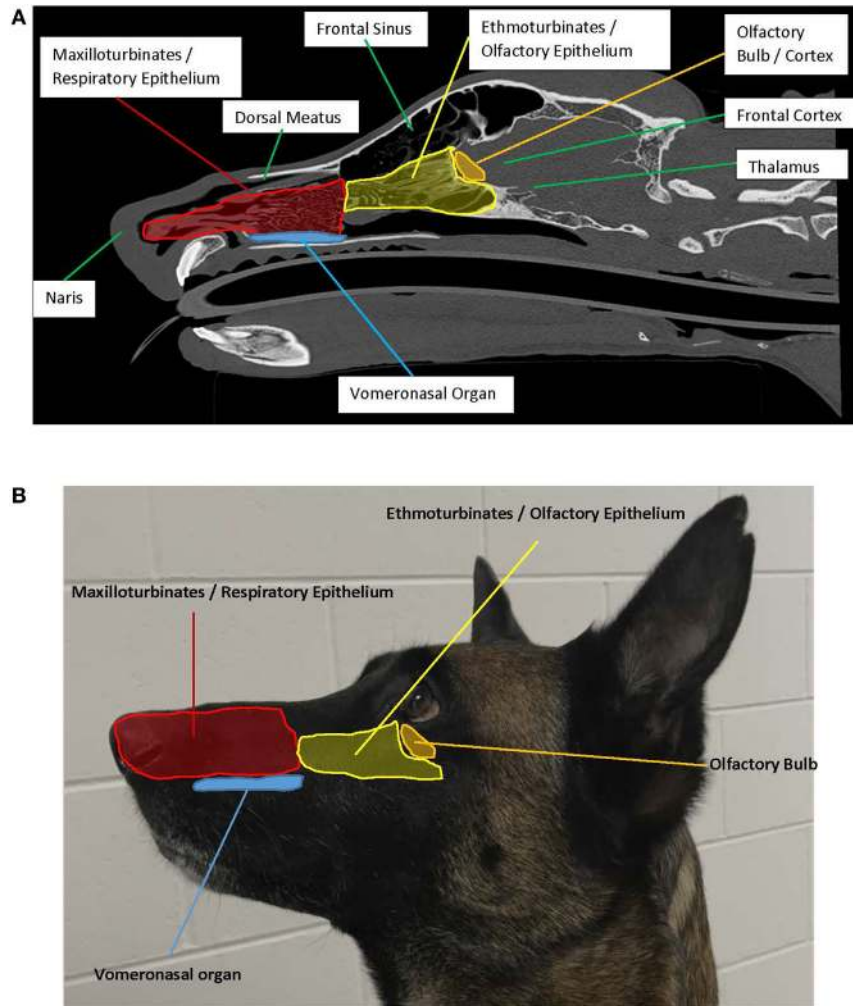 A
Frontal Sinus
Ethmoturbinates /
Olfactory Epithelium
Olfactory
Bulb / Cortex
Maxilloturbinates /
Respiratory Epithelium
Dorsal Meatus
Frontal Cortex
Thalamus
Naris
Vomeronasal Organ
B
Ethmoturbinates / Olfactory Epithelium
Maxilloturbinates / Respiratory Epithelium
Olfactory Bulb
Vomeronasal organ